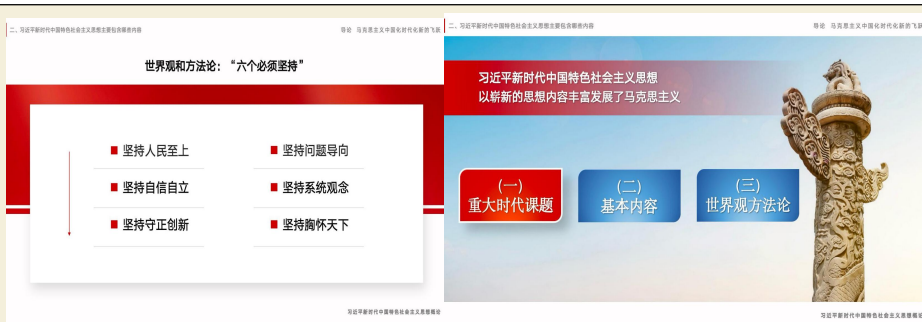 二、习近平新时代中国特色社会主义思想主要包含哪些内容
导论 马克思主义中国化时代化新的飞跃
世界观和方法论：“六个必须坚持”
■ 坚持人民至上
■ 坚持问题导向
■ 坚持自信自立
■ 坚持系统观念
■ 坚持守正创新
■ 坚持胸怀天下
习近平新时代中国特色社会主义思想概论
二、习近平新时代中国特色社会主义思想主要包含哪些内容
导论 马克思主义中国化时代化新的飞跃
习近平新时代中国特色社会主义思想
以崭新的思想内容丰富发展了马克思主义
(一)
重大时代课题
(二)
基本内容
(三)
世界观方法论
习近平新时代中国特色社会主义思想概论